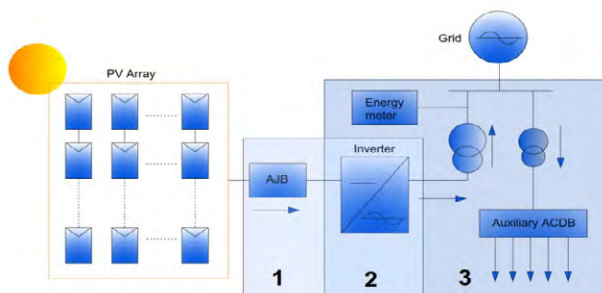 Grid
PV Array
Energy
meter
Inverter
AJB
Auxiliary ACDB
1
2
3